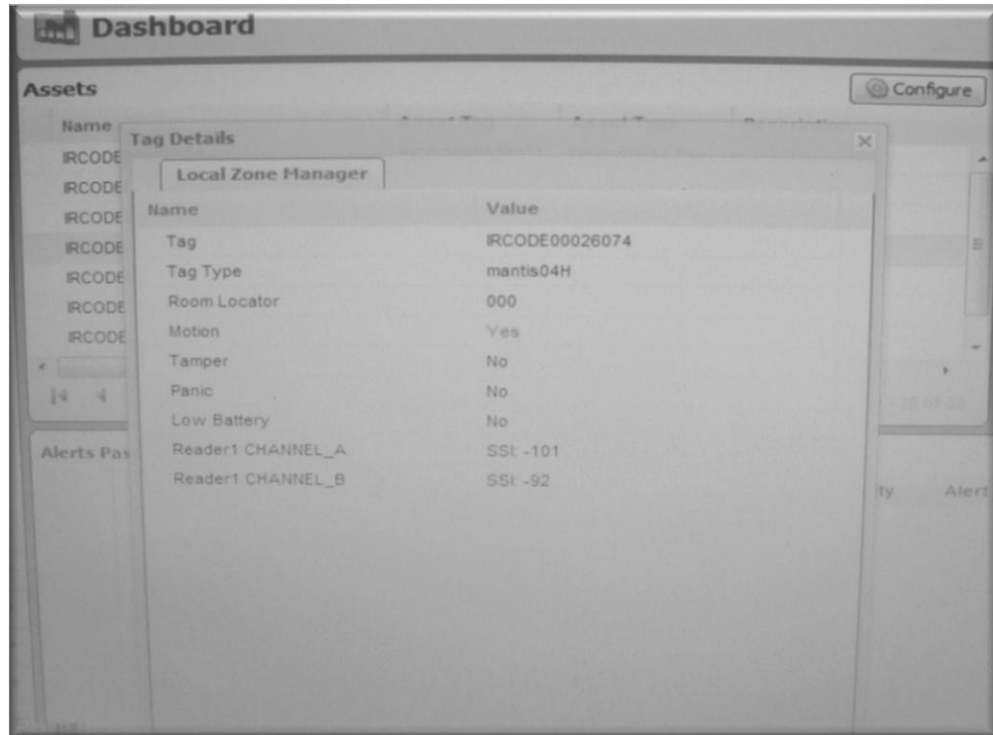 Dashboard
Assets
Configure
Name
Tag Details
IRCODE
Local Zone Manager
IRCODE
Name Value
IRCODE
Tag IRCODE00026074
IRCODE
Tag Type mantis04H
IRCODE
Room Locator 000
IRCODE
Motion Yes
IRCODE
Tamper No
Panic No
Low Battery No
Alerts Pas
Reader1 CHANNEL_A SSI: -101
Reader1 CHANNEL_B SSI: -92
ty Alert